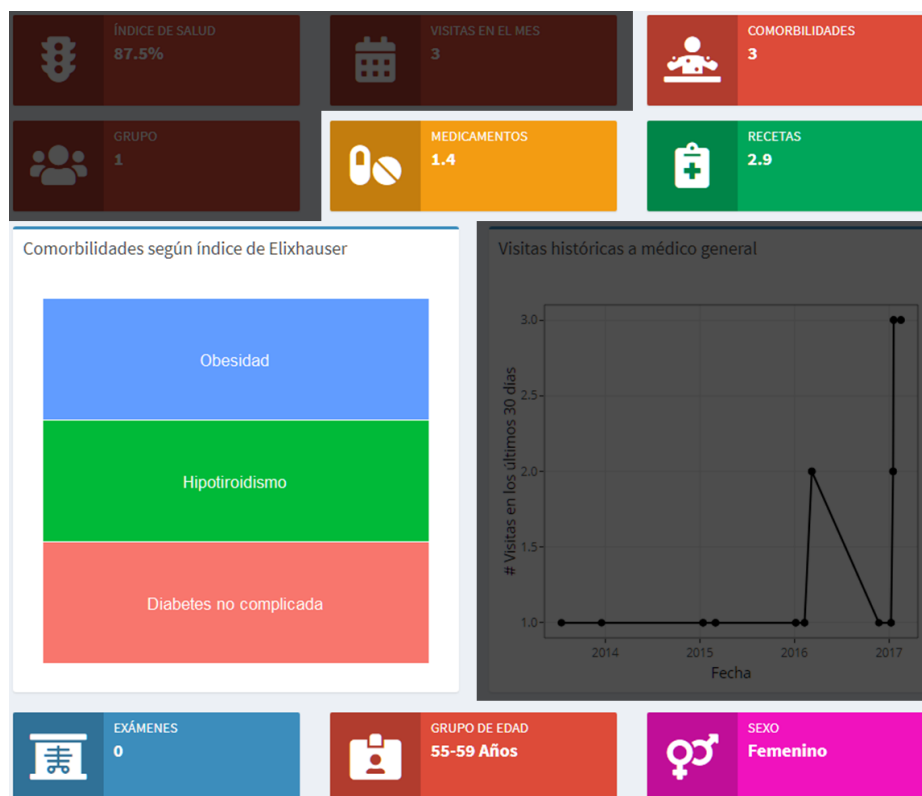 ÍNDICE DE SALUD
87.5%
VISITAS EN EL MES
3
COMORBILIDADES
3
GRUPO
1
MEDICAMENTOS
1.4
RECETAS
2.9
Comorbilidades según índice de Elixhauser
Obesidad
Hipotiroidismo
Diabetes no complicada
Visitas históricas a médico general
# Visitas en los últimos 30 días
3.0
2.5
2.0
1.5
1.0
2014
2015
2016
2017
Fecha
EXÁMENES
0
GRUPO DE EDAD
55-59 Años
SEXO
Femenino